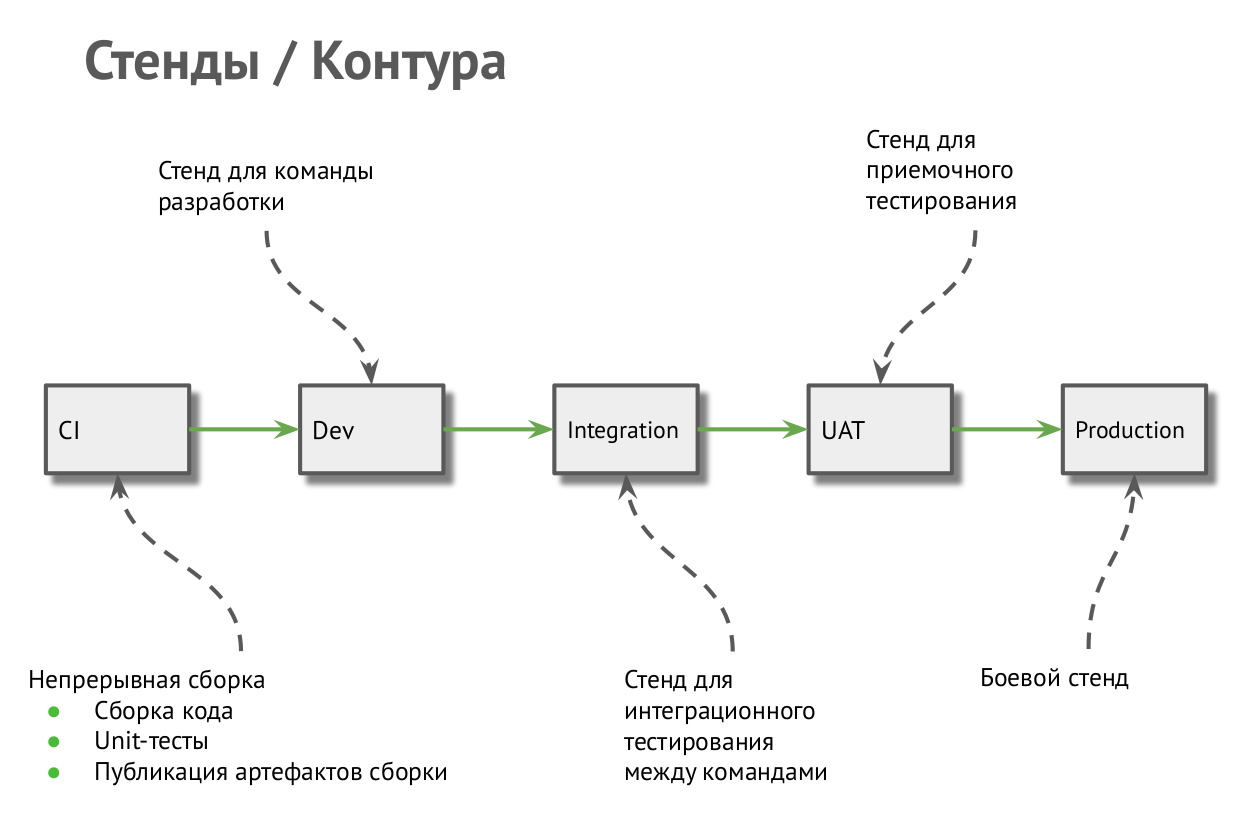 Стенды / Контура
Стенд для команды
разработки
Стенд для
приемочного
тестирования
CI
Dev
Integration
UAT
Production
Непрерывная сборка
● Сборка кода
● Unit-тесты
● Публикация артефактов сборки
Стенд для
интеграционного
тестирования
между командами
Боевой стенд